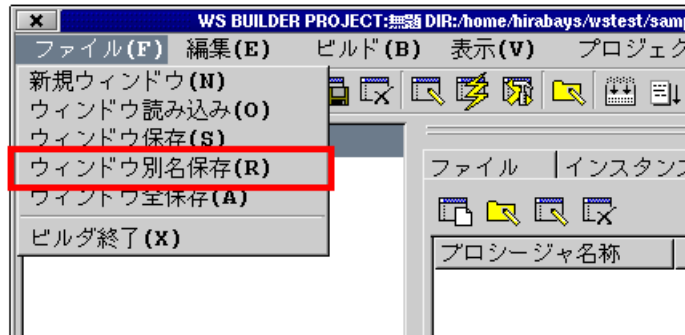 WS BUILDER PROJECT:無題 DIR:/home/hirabays/wstest/sam
ファイル(F) 編集(E) ビルド(B) 表示(V) プロジェク
新規ウィンドウ(N)
ウィンドウ読み込み(O)
ウィンドウ保存(S)
ウィンドウ別名保存(R)
ウィンドウ全保存(A)
ビルダ終了(X)
ファイル インスタンス
プロシージャ名称